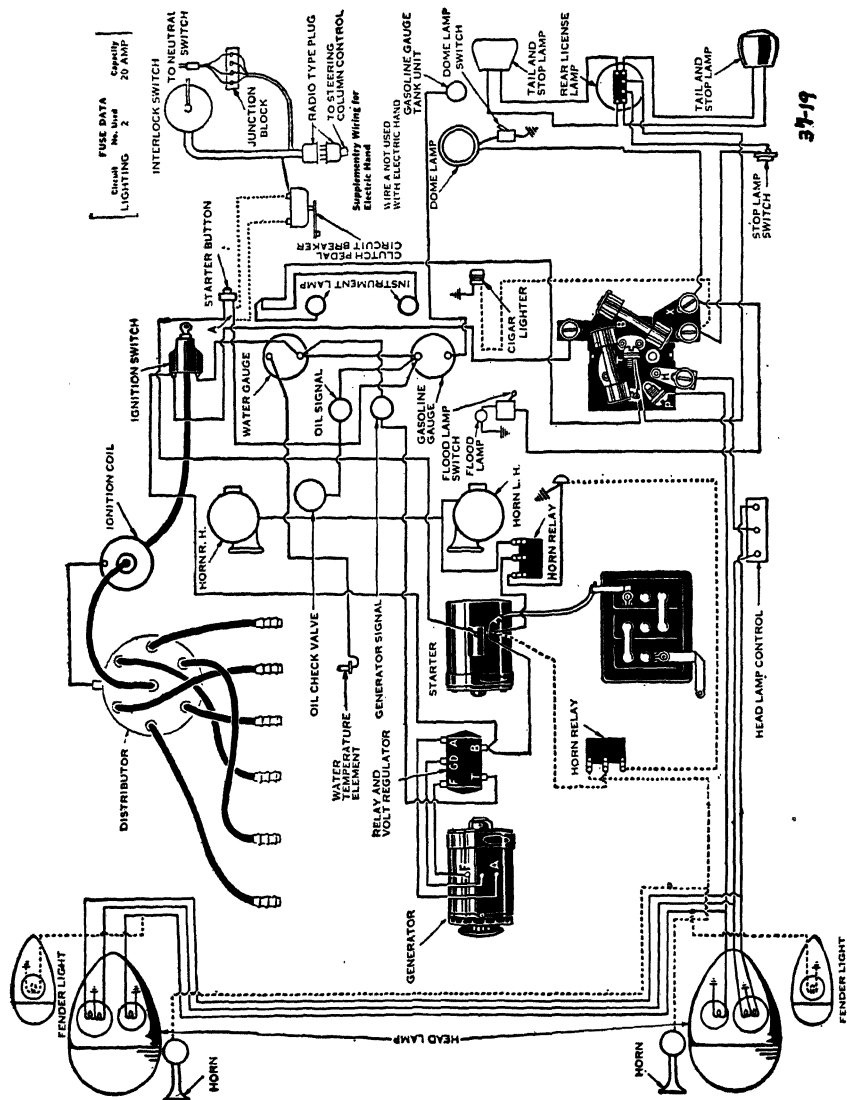 FUSE DATA
Circuit No. Used Capacity
LIGHTING 2 20 AMP
INTERLOCK SWITCH
TO NEUTRAL
SWITCH
JUNCTION
BLOCK
RADIO TYPE PLUG
TO STEERING
COLUMN CONTROL
Supplementry Wiring for
Electric Hand
WIRE A NOT USED
WITH ELECTRIC HAND
GASOLINE GAUGE
TANK UNIT
DOME LAMP
SWITCH
DOME LAMP
TAIL AND
STOP LAMP
REAR LICENSE
LAMP
TAIL AND
STOP LAMP
37-19
STOP LAMP
SWITCH
CLUTCH PEDAL
CIRCUIT BREAKER
STARTER BUTTON
INSTRUMENT LAMP
A
CIGAR
LIGHTER
IGNITION SWITCH
WATER GAUGE
OIL SIGNAL
GASOLINE
GAUGE
FLOOD LAMP
SWITCH
FLOOD
LAMP
B
X
H
P
IGNITION COIL
HORN R. H.
HORN L. H.
HORN RELAY
DISTRIBUTOR
OIL CHECK VALVE
WATER
TEMPERATURE
ELEMENT
GENERATOR SIGNAL
STARTER
HEAD LAMP CONTROL
RELAY AND
VOLT REGULATOR
F GD A
T B
HORN RELAY
GENERATOR
F
A
FENDER LIGHT
HEAD LAMP
HORN
HORN
FENDER LIGHT